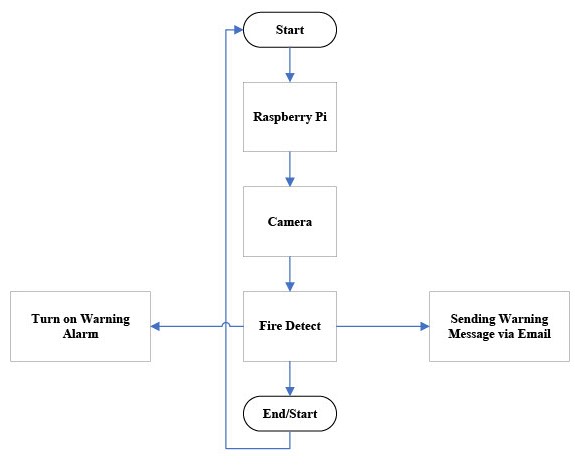 Start
Raspberry Pi
Camera
Turn on Warning
Alarm
Fire Detect
Sending Warning
Message via Email
End/Start